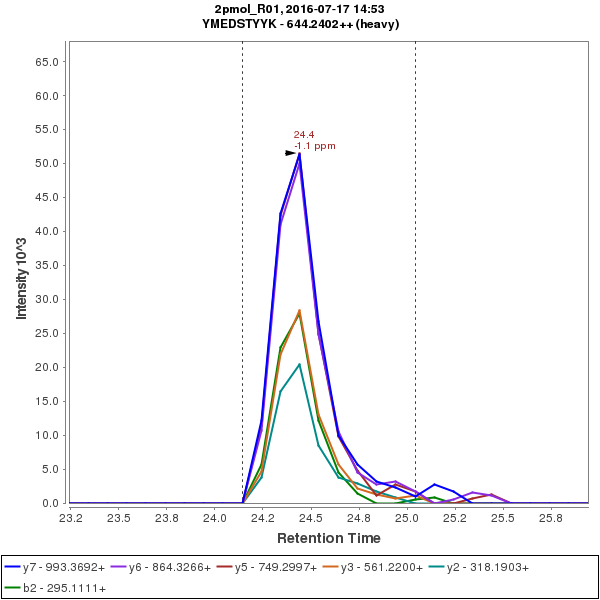 2pmol_R01, 2016-07-17 14:53
YMEDSTYYK - 644.2402++ (heavy)
24.4
-1.1 ppm
Intensity 10^3
65.0
60.0
55.0
50.0
45.0
40.0
35.0
30.0
25.0
20.0
15.0
10.0
5.0
0.0
23.2 23.5 23.8 24.0 24.2 24.5 24.8 25.0 25.2 25.5 25.8
Retention Time
y7 - 993.3692+ y6 - 864.3266+ y5 - 749.2997+ y3 - 561.2200+ y2 - 318.1903+
b2 - 295.1111+